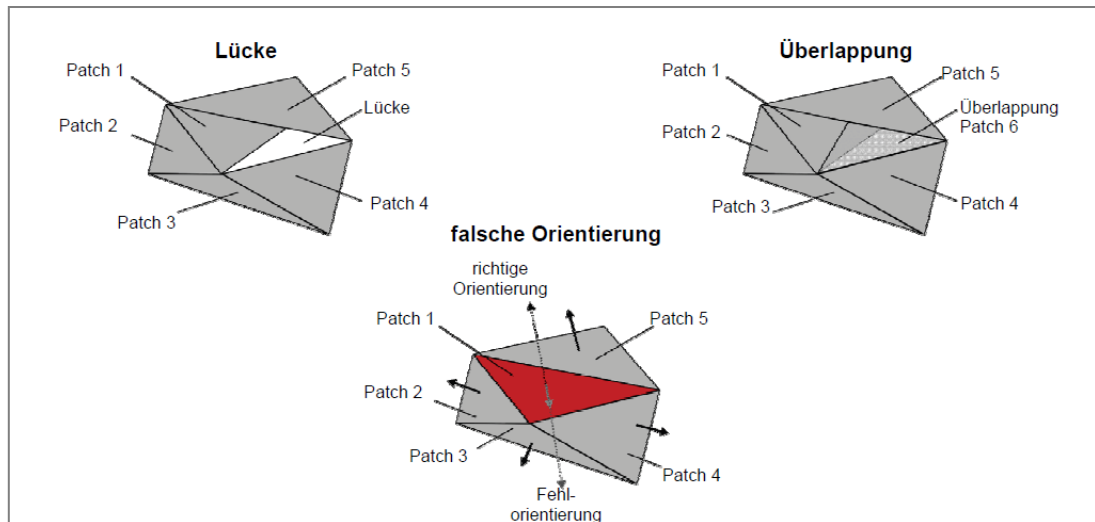 Lücke
Patch 1
Patch 5
Lücke
Patch 2
Patch 4
Patch 3
Überlappung
Patch 1
Patch 5
Überlappung
Patch 6
Patch 2
Patch 3
Patch 4
falsche Orientierung
richtige
Orientierung
Patch 1
Patch 5
Patch 2
Patch 3
Patch 4
Fehl-
orientierung